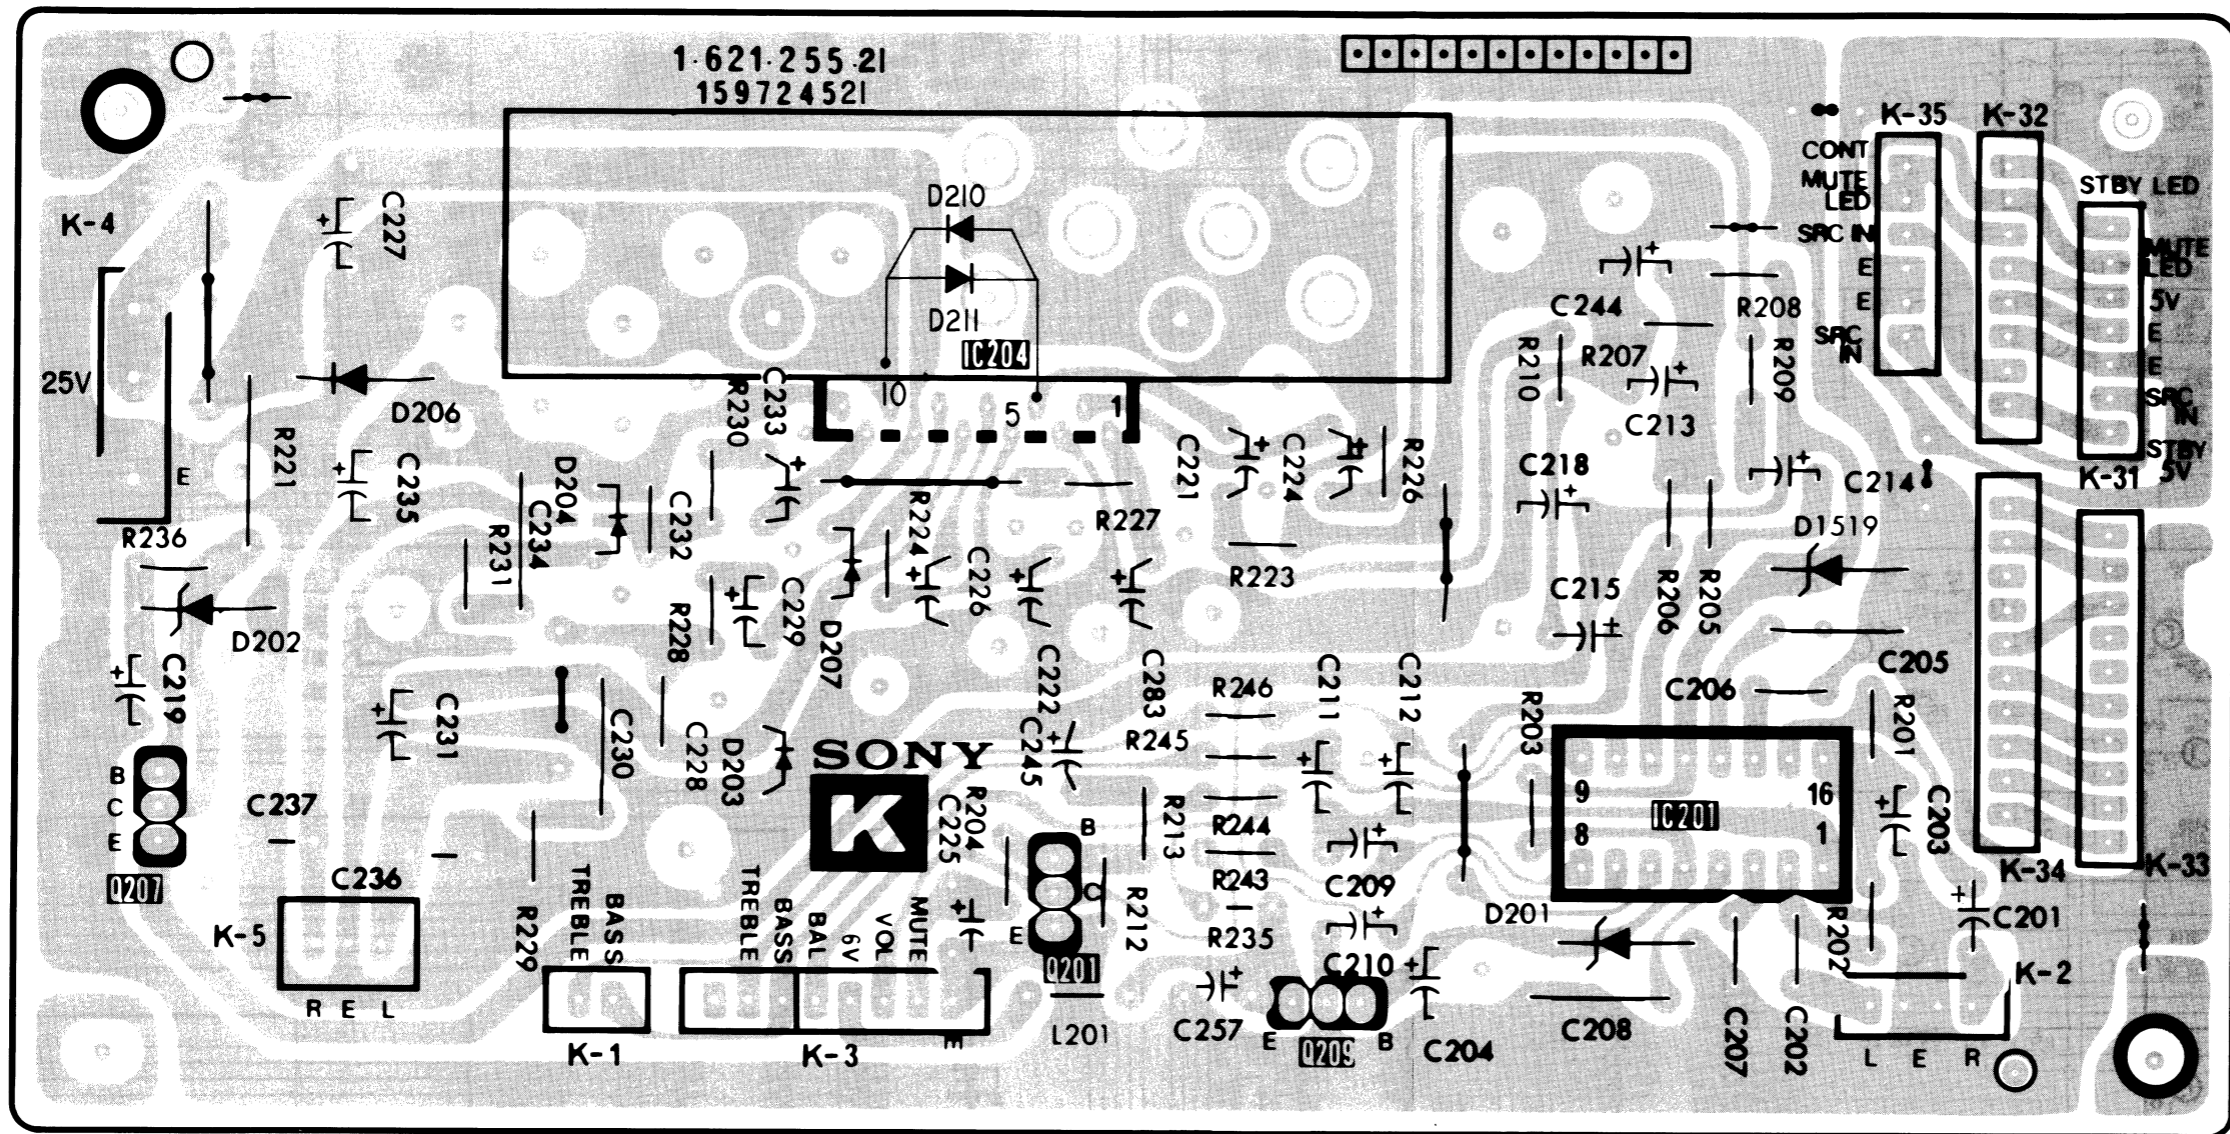 1-621-255-21
159724521
K-35
K-32
CONT
MUTE
LED
SRC IN
E
E
SRC
IN
STBY LED
MUTE
LED
5V
E
E
SRC
IN
STBY
5V
K-31
K-4
25V
E
C227
D206
R221
C235
R236
D202
C219
B
C
E
Q207
C237
C236
K-5
R E L
C231
D210
D211
IC204
10
5
1
R230
C233
D204
C234
R231
C232
R228
C229
D207
R224
C226
R227
C221
C224
R226
R223
C244
R208
R207
R210
R209
C213
C218
C214
D1519
C215
R206
R205
C205
C206
C222
C283
R246
C211
C212
R203
R201
C230
C228
D203
SONY
K
C245
R245
R204
C225
B
C
E
Q201
R213
R212
R244
R243
R235
C209
C210
9
8
IC201
16
1
C203
K-34
K-33
D201
R202
C201
K-2
R229
TREBLE
BASS
K-1
TREBLE
BASS
BAL
6V
VOL
MUTE
E
K-3
L201
C257
E
Q209
B
C204
C208
C207
C202
L E R